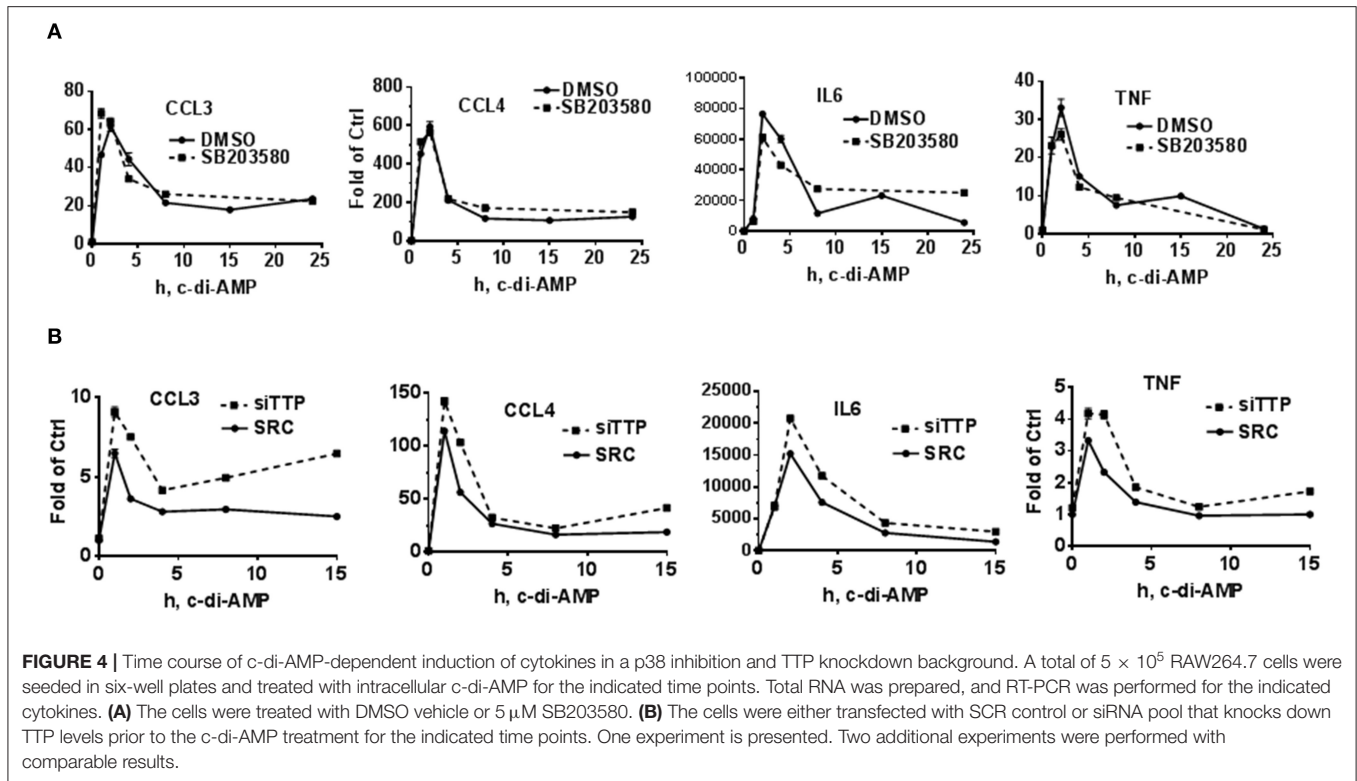 A
CCL3
DMSO
SB203580
80
60
40
20
0
0 5 10 15 20 25
h, c-di-AMP
CCL4
DMSO
SB203580
Fold of Ctrl
800
600
400
200
0
0 5 10 15 20 25
h, c-di-AMP
IL6
DMSO
SB203580
100000
80000
60000
40000
20000
0
0 5 10 15 20 25
h, c-di-AMP
TNF
DMSO
SB203580
40
30
20
10
0
0 5 10 15 20 25
h, c-di-AMP
B
CCL3
siTTP
SRC
Fold of Ctrl
10
5
0
0 5 10 15
h, c-di-AMP
CCL4
siTTP
SRC
150
100
50
0
0 5 10 15
h, c-di-AMP
IL6
siTTP
SRC
25000
20000
15000
10000
5000
0
0 5 10 15
h, c-di-AMP
TNF
siTTP
SRC
Fold of Ctrl
5
4
3
2
1
0
0 5 10 15
h, c-di-AMP
FIGURE 4 | Time course of c-di-AMP-dependent induction of cytokines in a p38 inhibition and TTP knockdown background. A total of 5 × 10⁵ RAW264.7 cells were
seeded in six-well plates and treated with intracellular c-di-AMP for the indicated time points. Total RNA was prepared, and RT-PCR was performed for the indicated
cytokines. (A) The cells were treated with DMSO vehicle or 5 μM SB203580. (B) The cells were either transfected with SCR control or siRNA pool that knocks down
TTP levels prior to the c-di-AMP treatment for the indicated time points. One experiment is presented. Two additional experiments were performed with
comparable results.